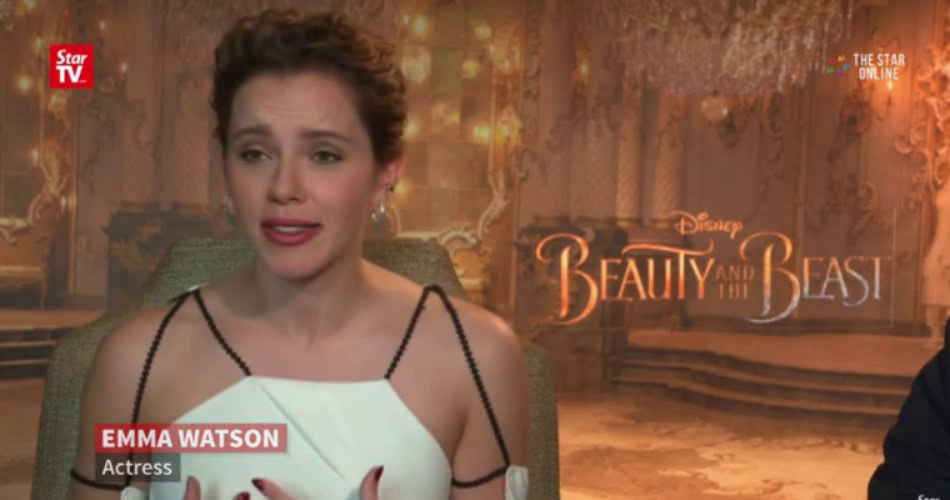 Star
TV
THE STAR
ONLINE
Disney
BEAUTY AND THE BEAST
EMMA WATSON
Actress